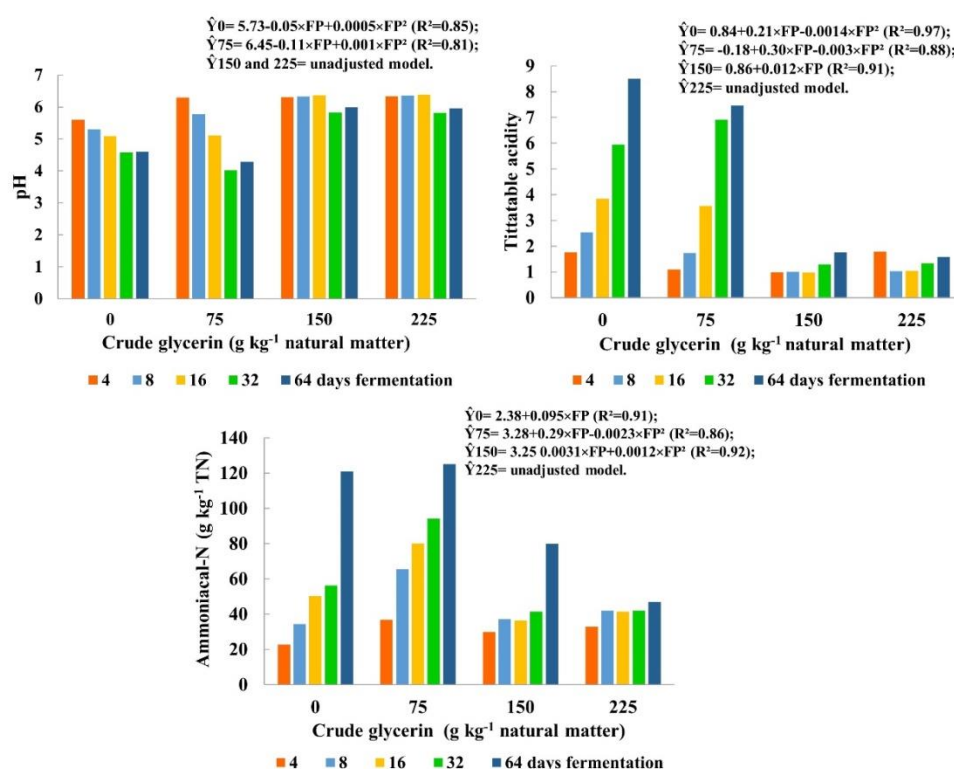 Ŷ0= 5.73-0.05×FP+0.0005×FP² (R²=0.85);
Ŷ75= 6.45-0.11×FP+0.001×FP² (R²=0.81);
Ŷ150 and 225= unadjusted model.
7
6
5
4
3
2
1
0
pH
0 75 150 225
Crude glycerin (g kg⁻¹ natural matter)
4 8 16 32 64 days fermentation
Ŷ0= 0.84+0.21×FP-0.0014×FP² (R²=0.97);
Ŷ75= -0.18+0.30×FP-0.003×FP² (R²=0.88);
Ŷ150= 0.86+0.012×FP (R²=0.91);
Ŷ225= unadjusted model.
9
8
7
6
5
4
3
2
1
0
Tittatable acidity
0 75 150 225
Crude glycerin (g kg⁻¹ natural matter)
4 8 16 32 64 days fermentation
Ŷ0= 2.38+0.095×FP (R²=0.91);
Ŷ75= 3.28+0.29×FP-0.0023×FP² (R²=0.86);
Ŷ150= 3.25 0.0031×FP+0.0012×FP² (R²=0.92);
Ŷ225= unadjusted model.
140
120
100
80
60
40
20
0
Ammoniacal-N (g kg⁻¹ TN)
0 75 150 225
Crude glycerin (g kg⁻¹ natural matter)
4 8 16 32 64 days fermentation